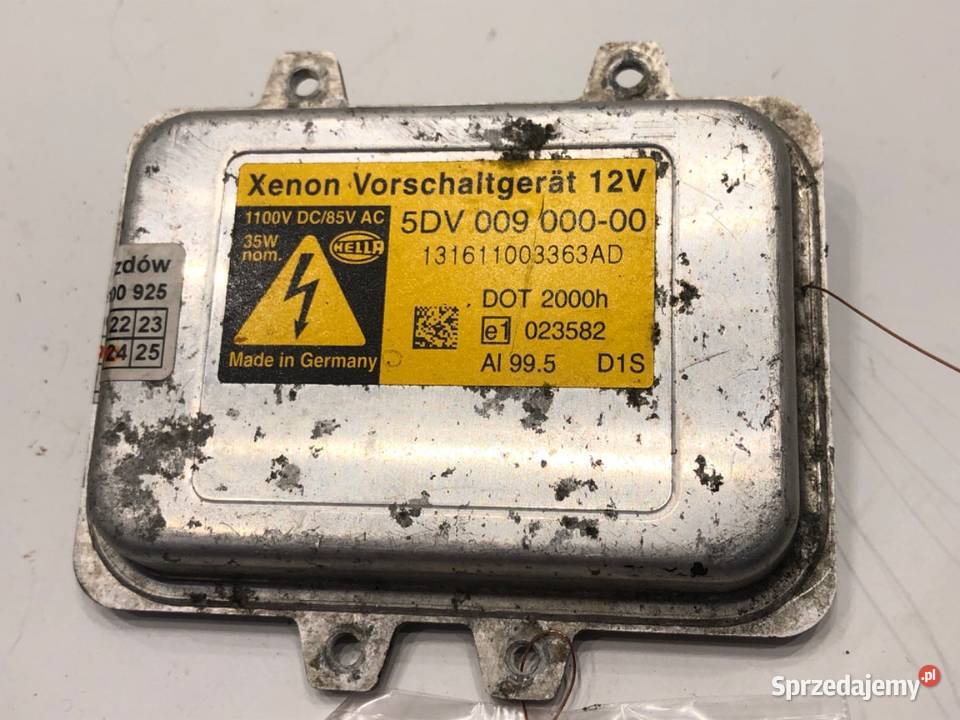 Xenon Vorschaltgerät 12V
1100V DC/85V AC
35W
nom.
HELLA
5DV 009 000-00
131611003363AD
DOT 2000h
e1 023582
Al 99.5 D1S
Made in Germany
zdów
00 925
22 23
24 25
Sprzedajemy.pl